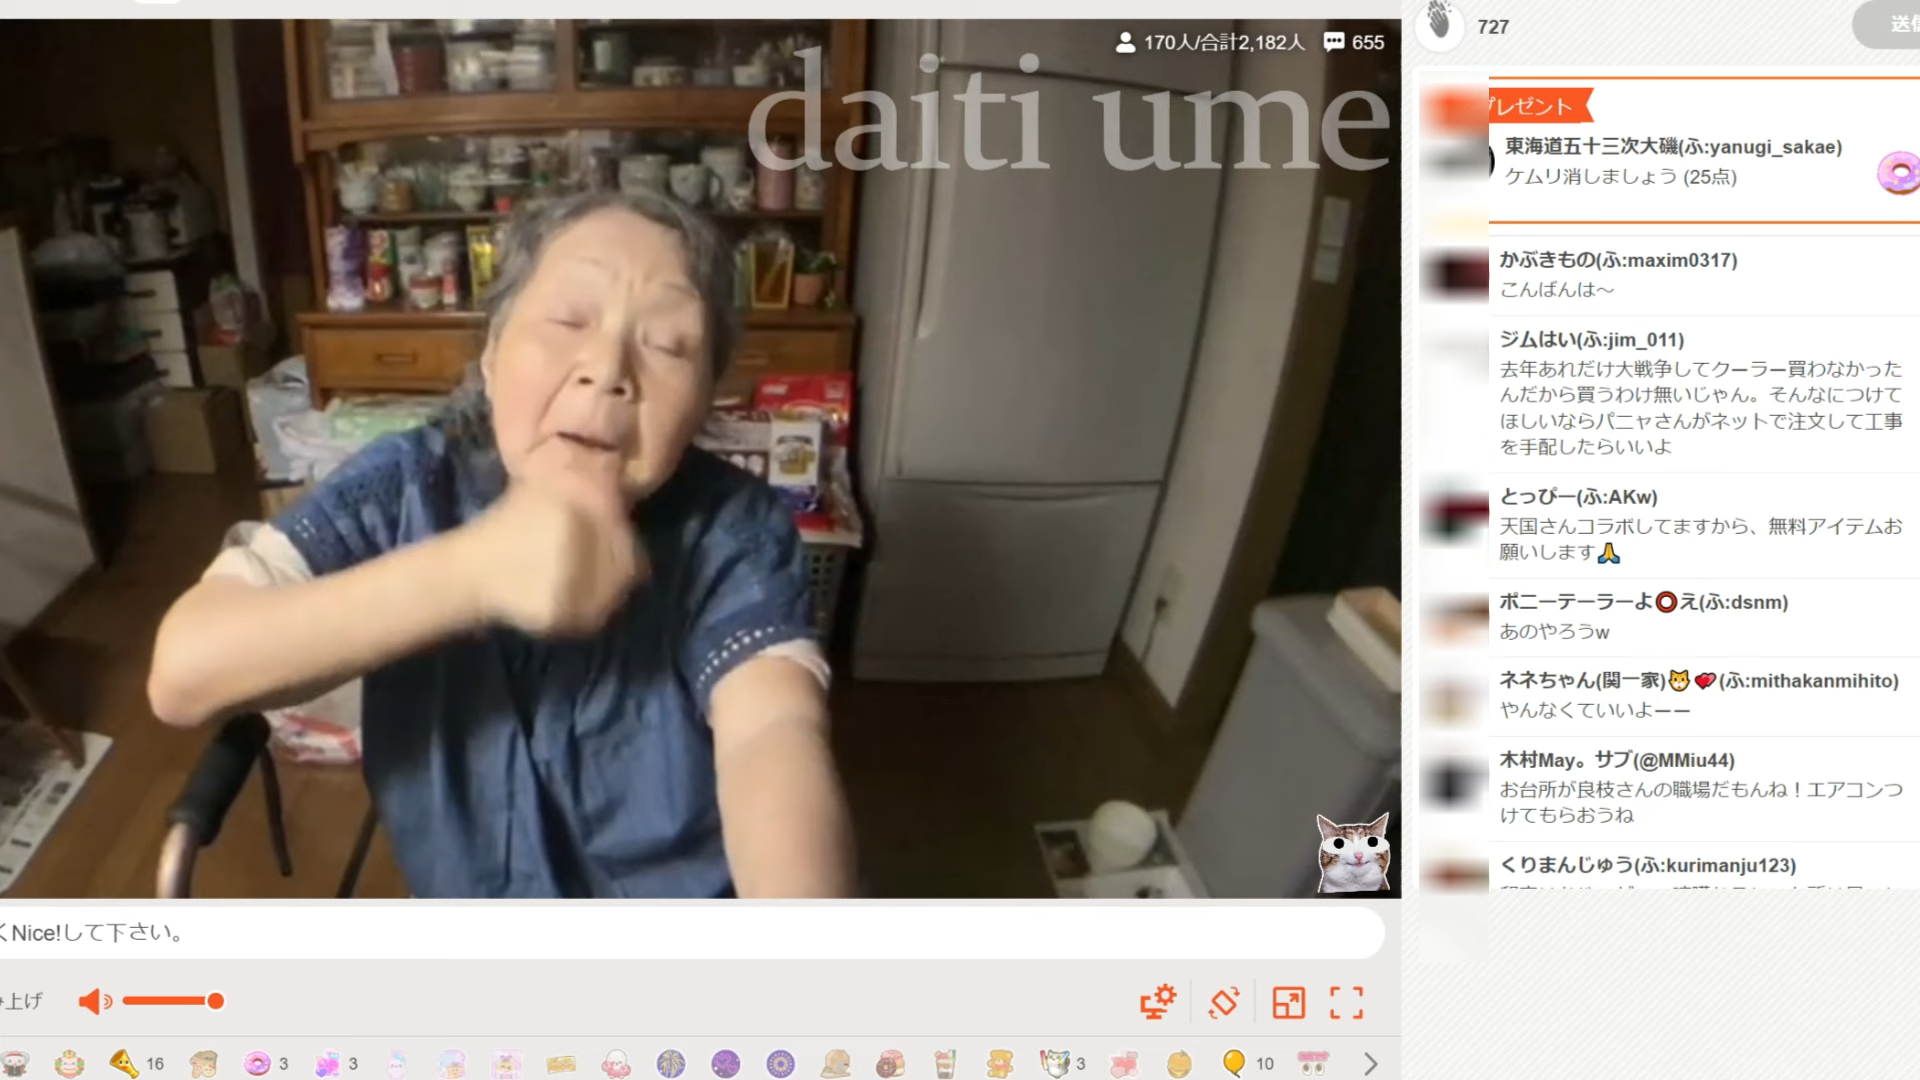 170人/合計2,182人 655
daiti ume
727
送信
プレゼント
東海道五十三次大磯(ふ:yanugi_sakae)
ケムリ消しましょう (25点)
かぶきもの(ふ:maxim0317)
こんばんは～
ジムはい(ふ:jim_011)
去年あれだけ大戦争してクーラー買わなかった
んだから買うわけ無いじゃん。そんなにつけて
ほしいならパニャさんがネットで注文して工事
を手配したらいいよ
とっぴー(ふ:AKw)
天国さんコラボしてますから、無料アイテムお
願いします🙏
ポニーテーラーよ⭕え(ふ:dsnm)
あのやろうw
ネネちゃん(関一家)🐱💖(ふ:mithakanmihito)
やんなくていいよーー
木村May。サブ(@MMiu44)
お台所が良枝さんの職場だもんね！エアコンつ
けてもらおうね
くりまんじゅう(ふ:kurimanju123)
くNice!して下さい。
み上げ
16 3 3 3 10